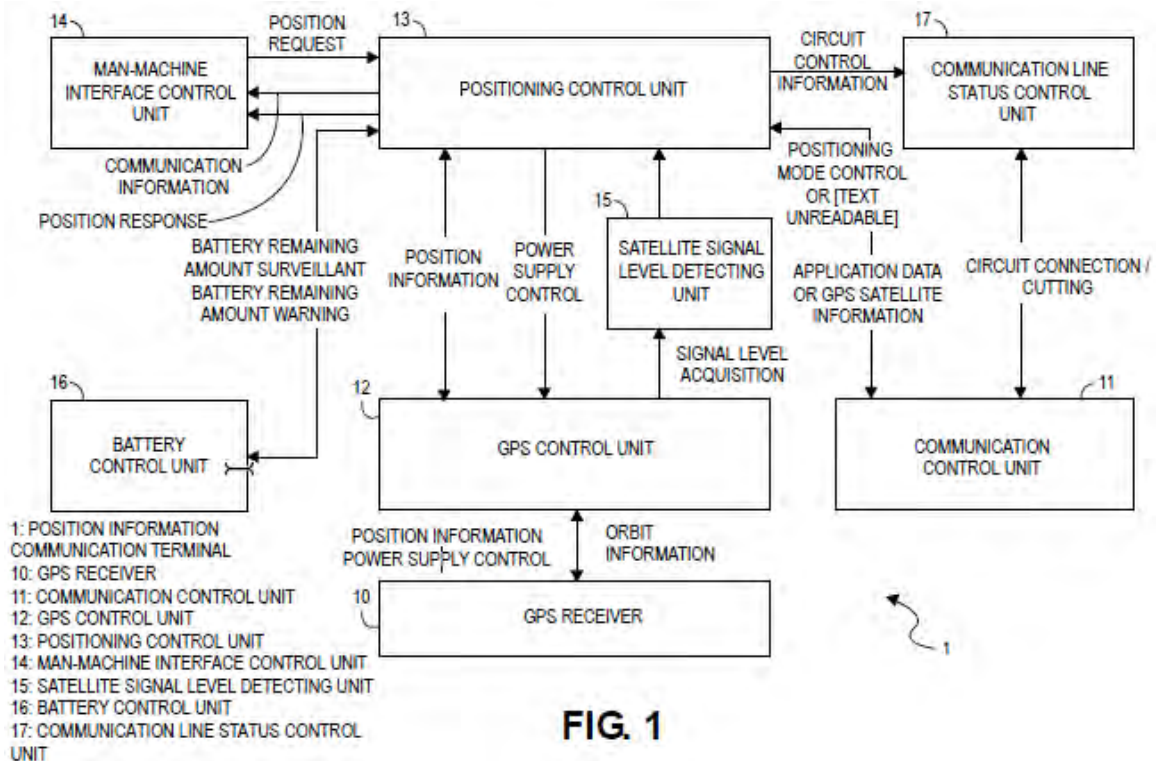 14
POSITION
REQUEST
13
CIRCUIT
CONTROL
INFORMATION
17
MAN-MACHINE
INTERFACE CONTROL
UNIT
POSITIONING CONTROL UNIT
COMMUNICATION LINE
STATUS CONTROL
UNIT
COMMUNICATION
INFORMATION
POSITION RESPONSE
POSITIONING
MODE CONTROL
OR [TEXT
UNREADABLE]
15
BATTERY REMAINING
AMOUNT SURVEILLANT
BATTERY REMAINING
AMOUNT WARNING
POSITION
INFORMATION
POWER
SUPPLY
CONTROL
SATELLITE SIGNAL
LEVEL DETECTING
UNIT
APPLICATION DATA
OR GPS SATELLITE
INFORMATION
CIRCUIT CONNECTION /
CUTTING
SIGNAL LEVEL
ACQUISITION
16
12
11
BATTERY
CONTROL UNIT
GPS CONTROL UNIT
COMMUNICATION
CONTROL UNIT
POSITION INFORMATION
POWER SUPPLY CONTROL
ORBIT
INFORMATION
10
GPS RECEIVER
1
1: POSITION INFORMATION
COMMUNICATION TERMINAL
10: GPS RECEIVER
11: COMMUNICATION CONTROL UNIT
12: GPS CONTROL UNIT
13: POSITIONING CONTROL UNIT
14: MAN-MACHINE INTERFACE CONTROL UNIT
15: SATELLITE SIGNAL LEVEL DETECTING UNIT
16: BATTERY CONTROL UNIT
17: COMMUNICATION LINE STATUS CONTROL
UNIT
FIG. 1